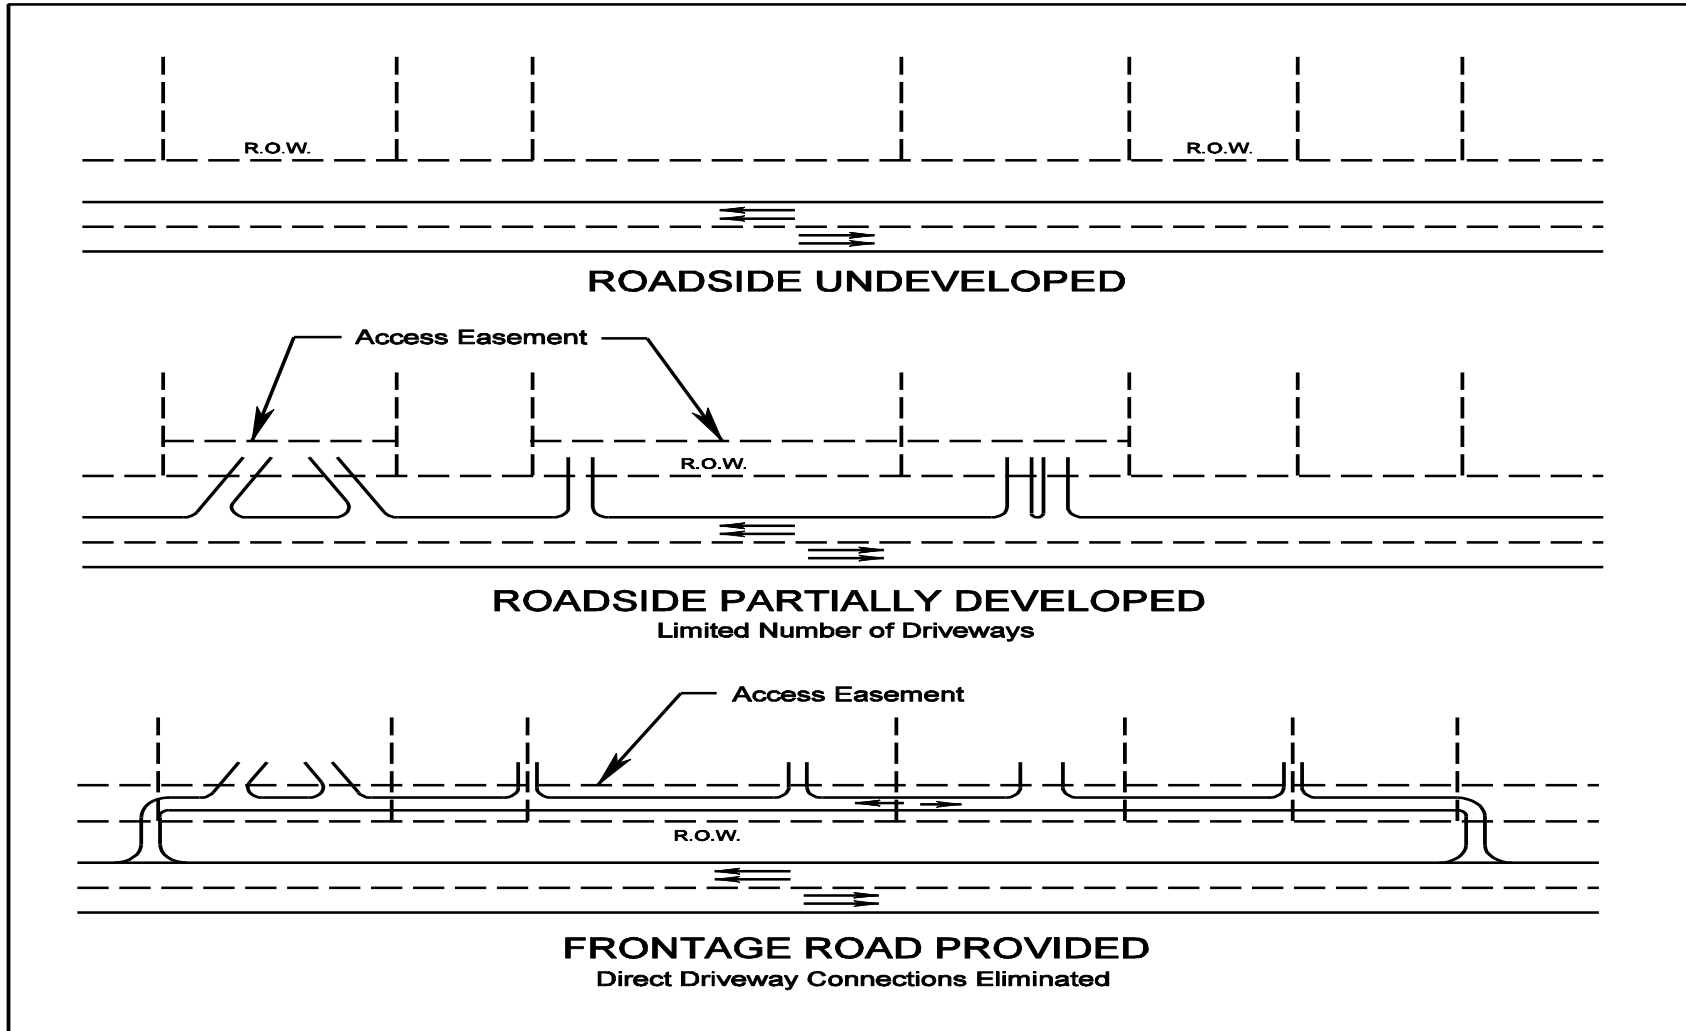 R.O.W.
R.O.W.
ROADSIDE UNDEVELOPED
Access Easement
R.O.W.
ROADSIDE PARTIALLY DEVELOPED
Limited Number of Driveways
Access Easement
R.O.W.
FRONTAGE ROAD PROVIDED
Direct Driveway Connections Eliminated